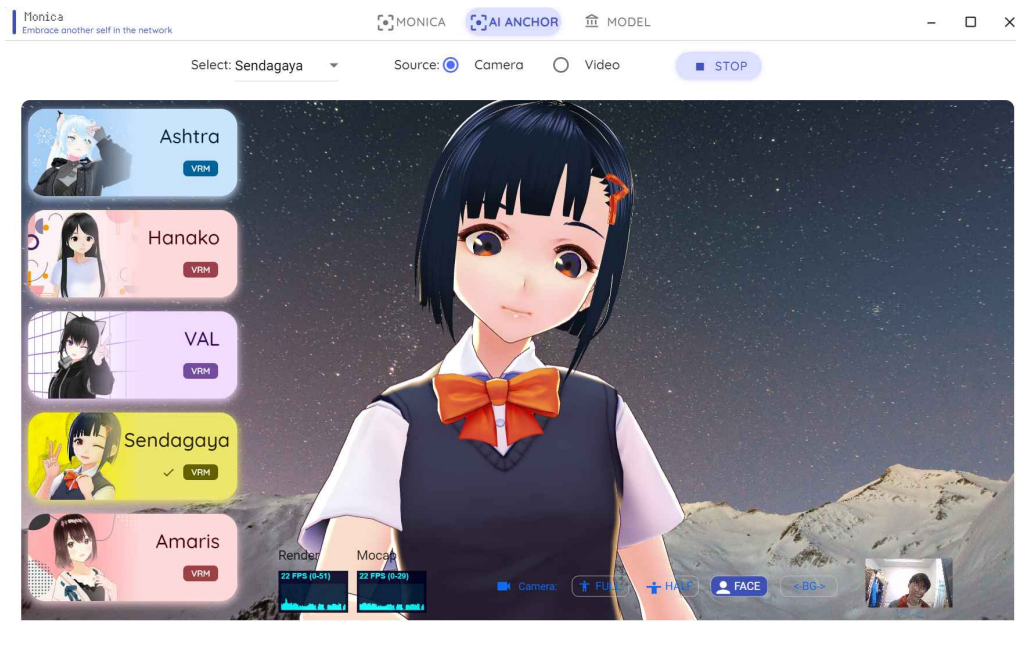 Monica
Embrace another self in the network
MONICA
AI ANCHOR
MODEL
Select: Sendagaya
Source: Camera Video
STOP
Ashtra
VRM
Hanako
VRM
VAL
VRM
Sendagaya
VRM
Amaris
VRM
Render Mocap
22 FPS (0-51) 22 FPS (0-29)
Camera: FULL HALF FACE <-BG->